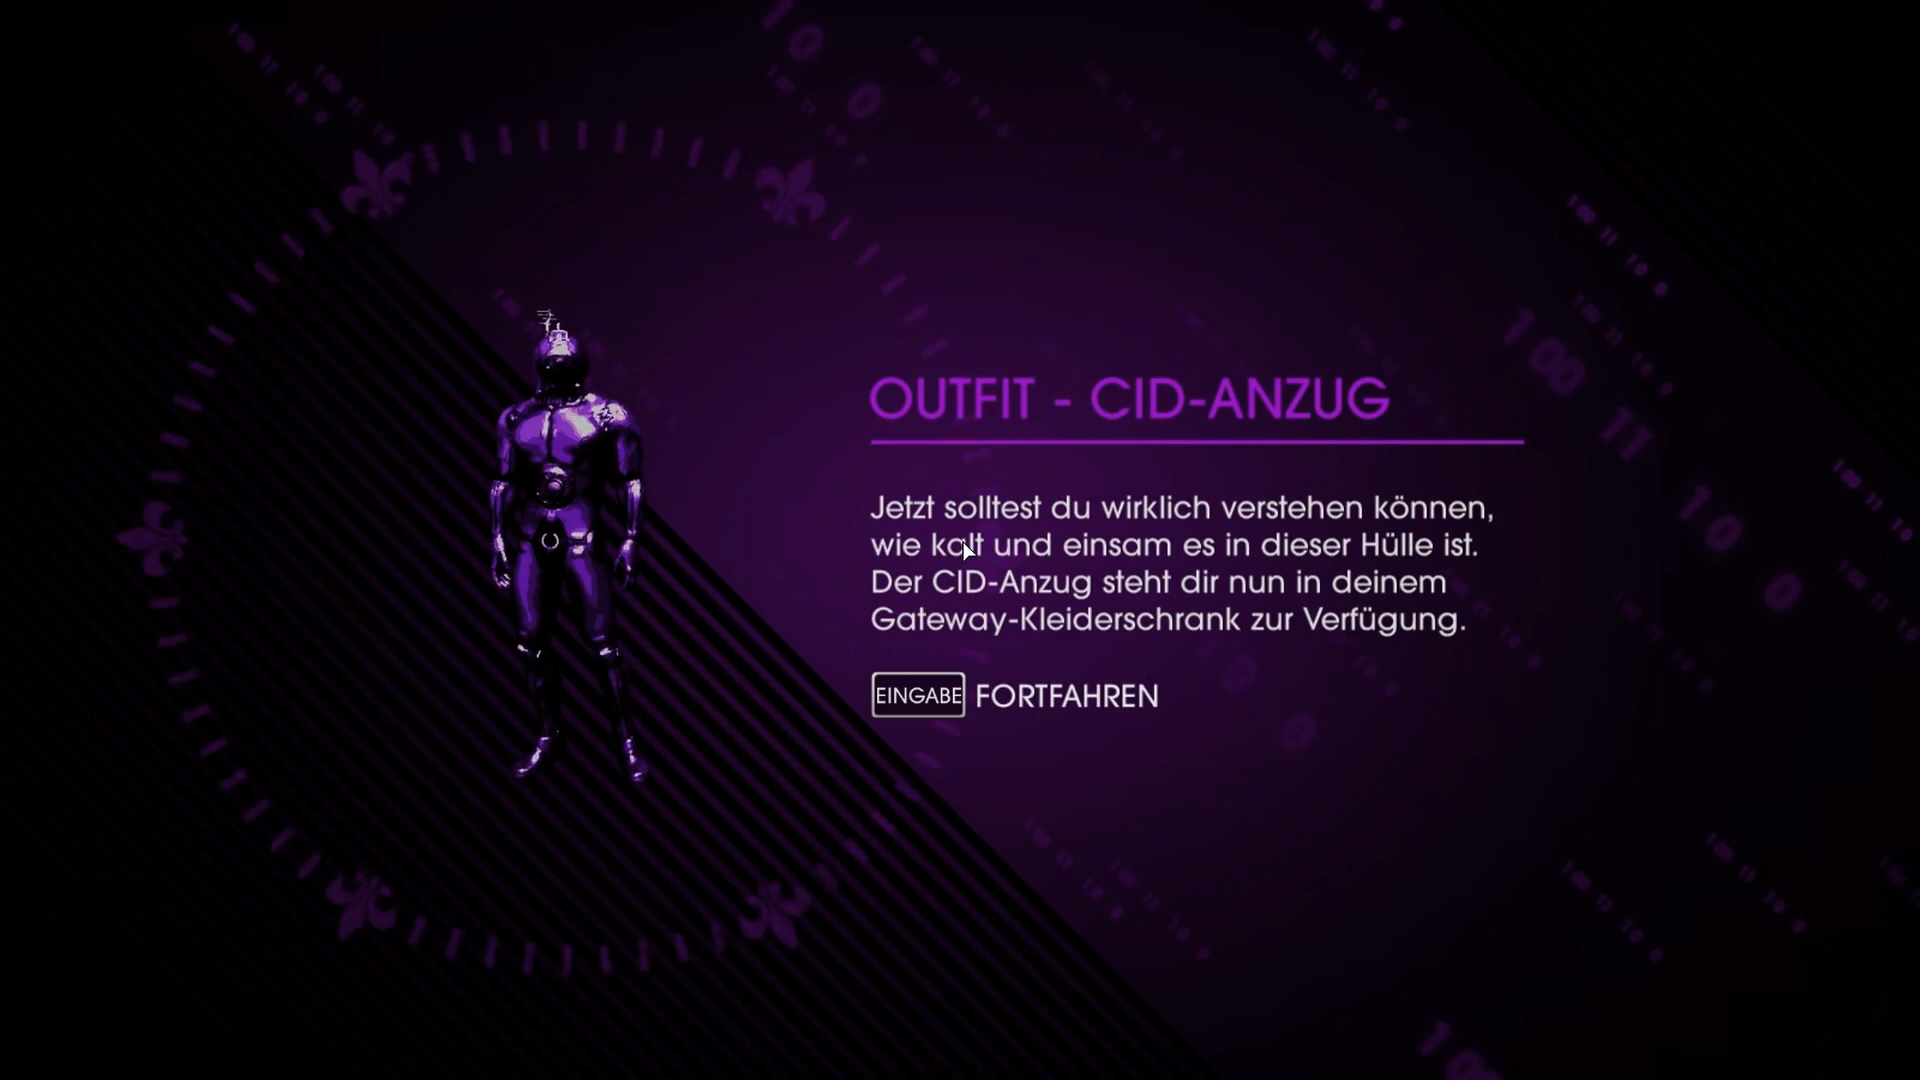 OUTFIT - CID-ANZUG
Jetzt solltest du wirklich verstehen können,
wie kalt und einsam es in dieser Hülle ist.
Der CID-Anzug steht dir nun in deinem
Gateway-Kleiderschrank zur Verfügung.
EINGABE FORTFAHREN